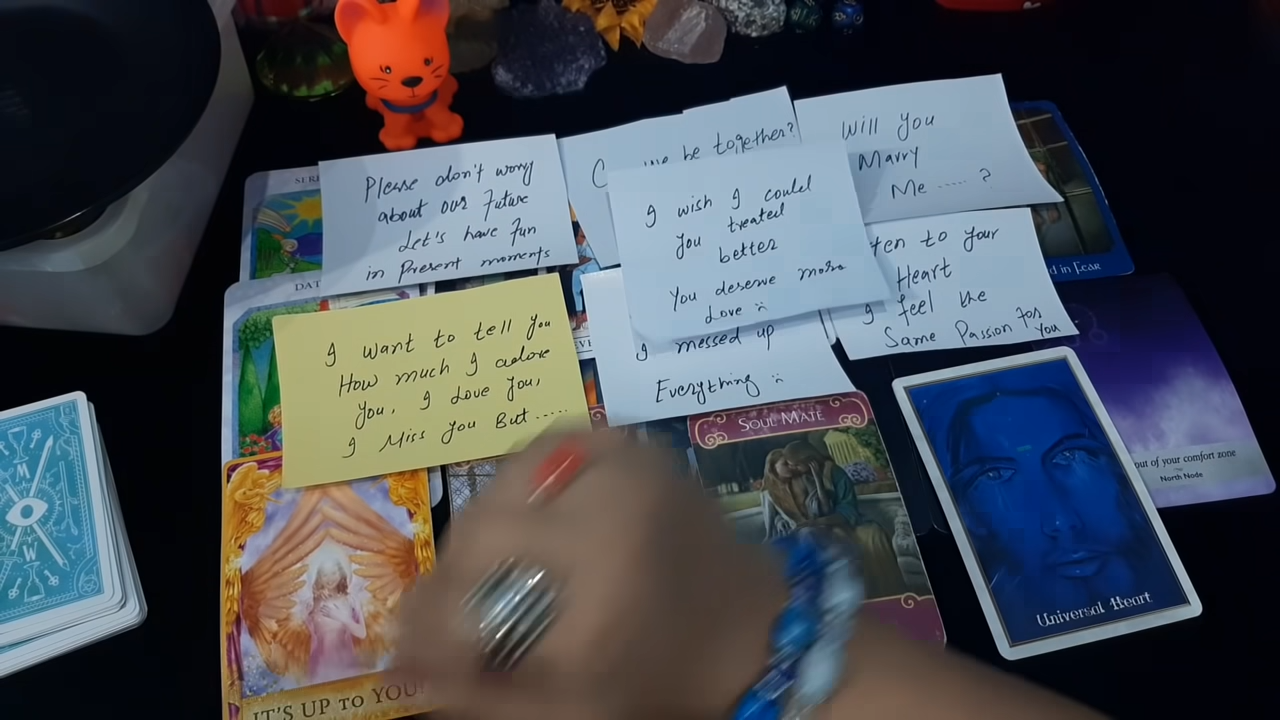 Please don't worry
about our future
Let's have fun
in Present moments
be together?
Will you
Marry
Me ..... ?
I wish I could
you treated
better
You deserve more
Love :(
to your
Heart
I feel the
Same Passion for
You
I messed up
Everything :(
I want to tell you
How much I adore
you, I Love You,
I Miss You But .....
SOUL MATE
out of your comfort zone
North Node
Universal Heart
IT'S UP TO YOU!
W
M